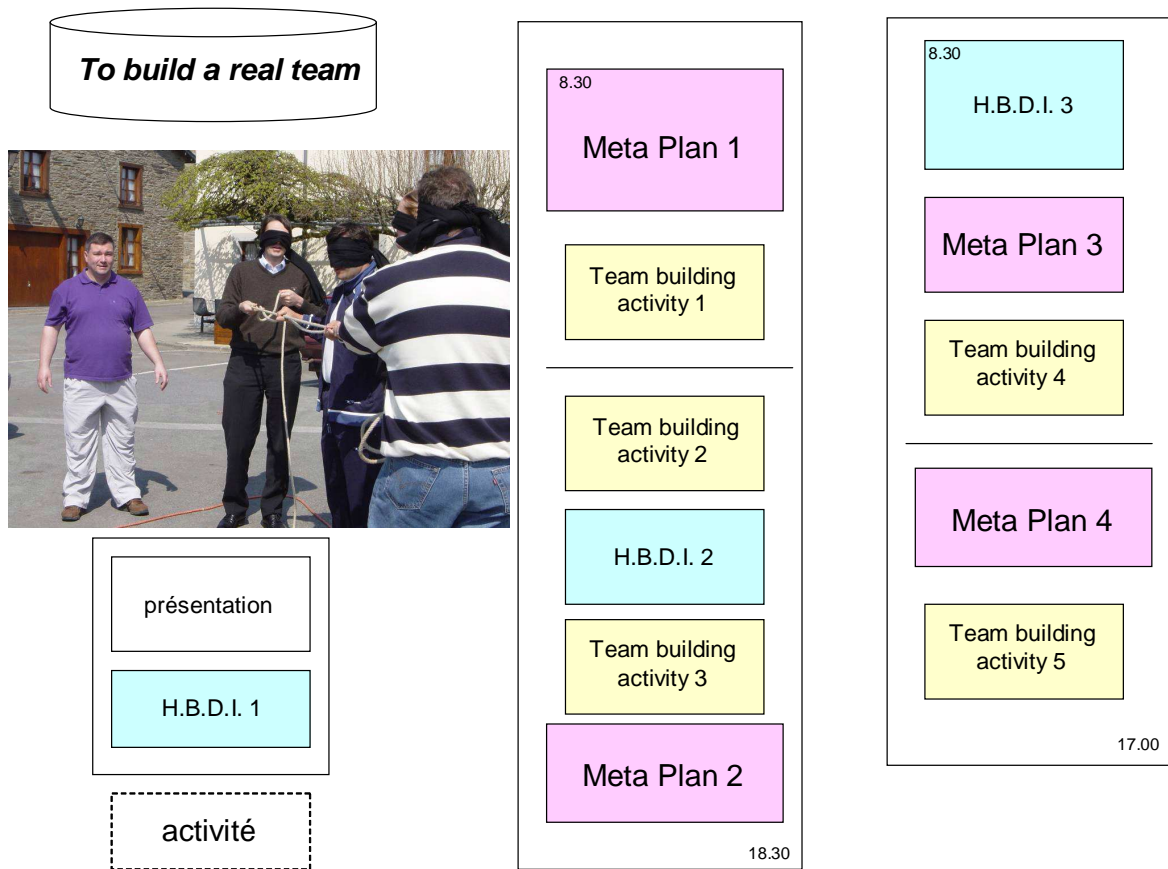 To build a real team
présentation
H.B.D.I. 1
activité
8.30
Meta Plan 1
Team building
activity 1
Team building
activity 2
H.B.D.I. 2
Team building
activity 3
Meta Plan 2
18.30
8.30
H.B.D.I. 3
Meta Plan 3
Team building
activity 4
Meta Plan 4
Team building
activity 5
17.00